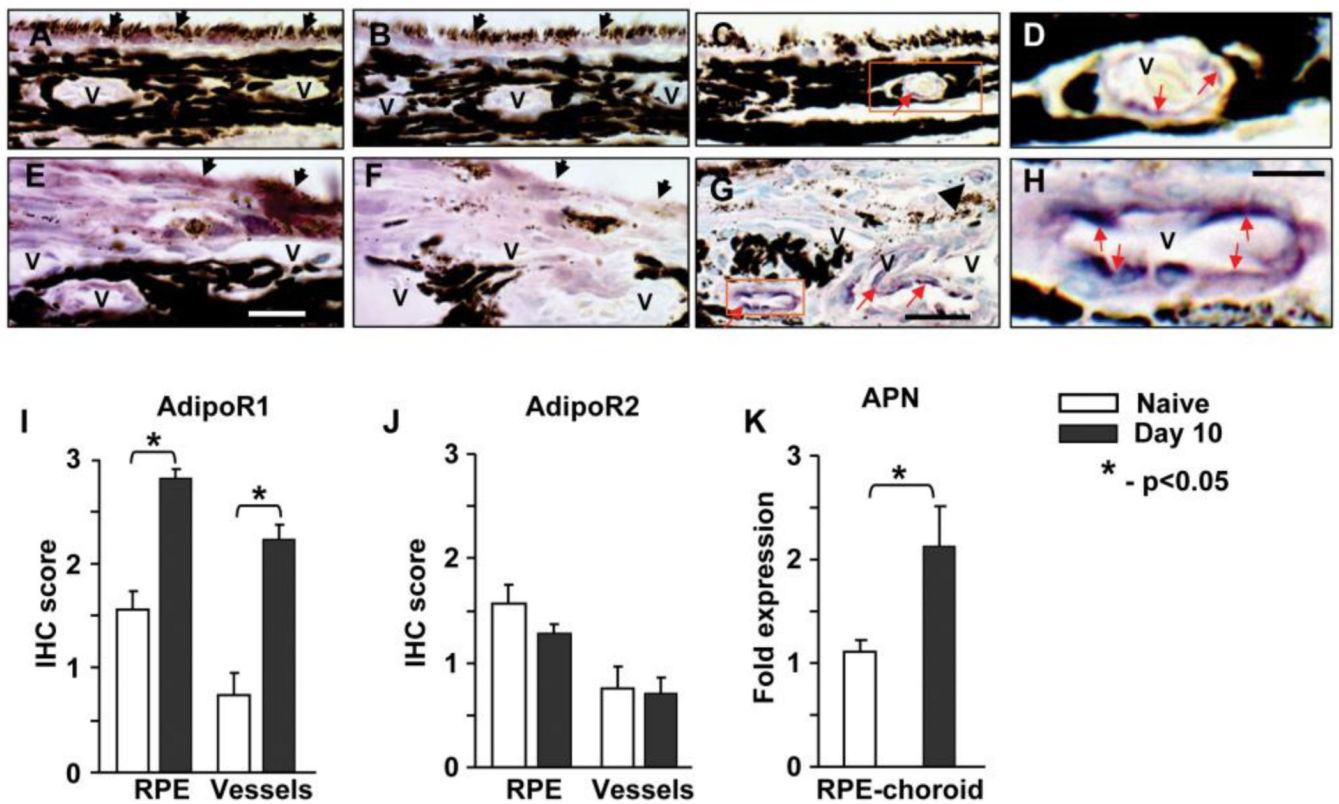 A B C D
V V V V V V V
E F G H
V V V V V V V V V
I AdipoR1
IHC score
3
2
1
0
* *
RPE Vessels
J AdipoR2
IHC score
3
2
1
0
RPE Vessels
K APN
Fold expression
3
2
1
0
*
RPE-choroid
Naive
Day 10
* - p<0.05